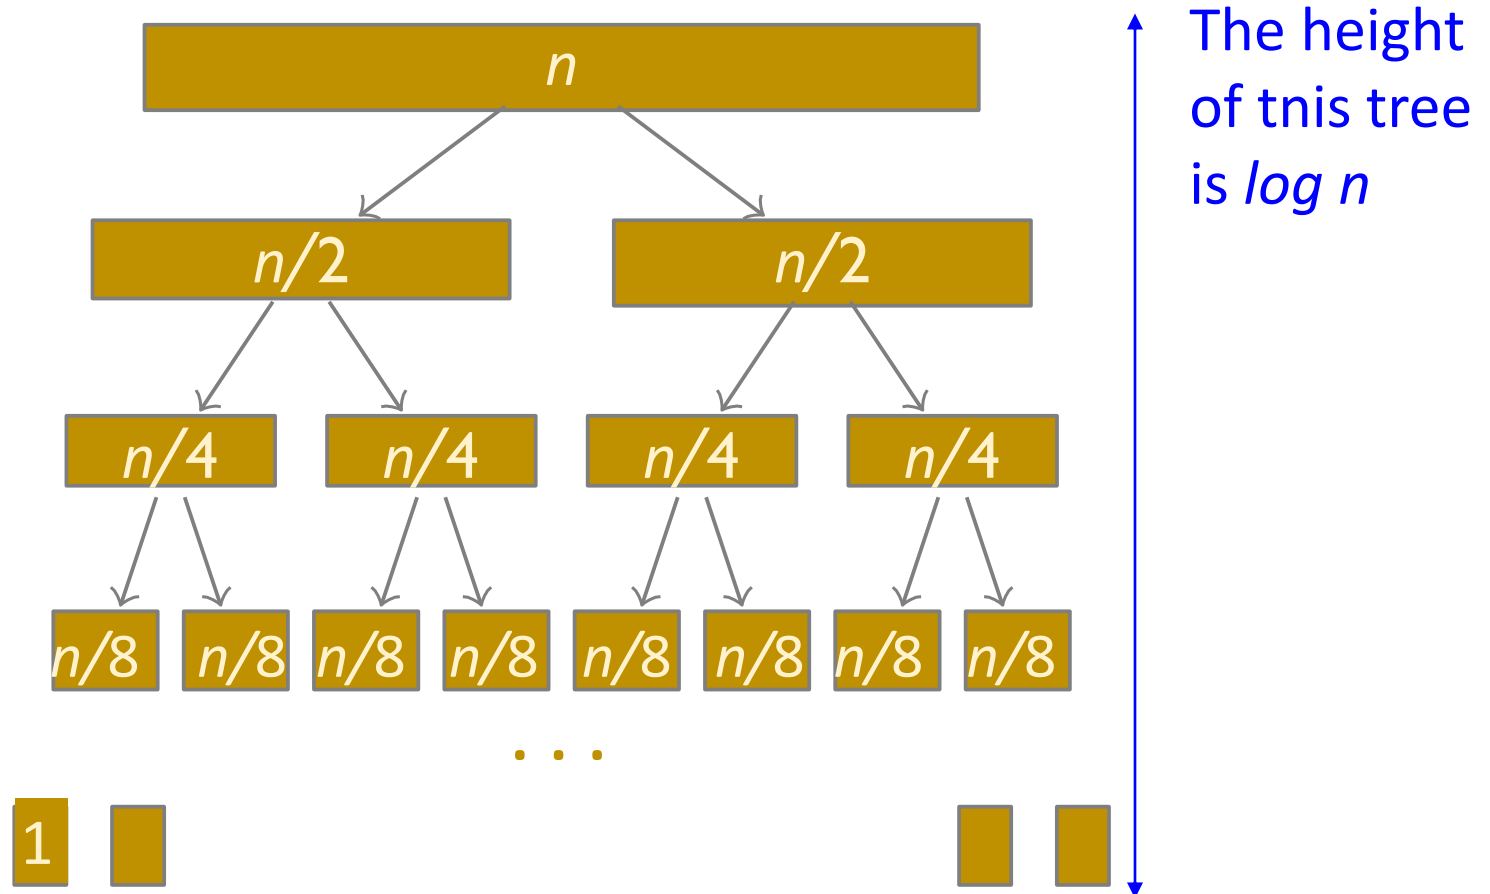 The height
of tnis tree
is log n
n
n/2 n/2
n/4 n/4 n/4 n/4
n/8 n/8 n/8 n/8 n/8 n/8 n/8 n/8
. . .
1